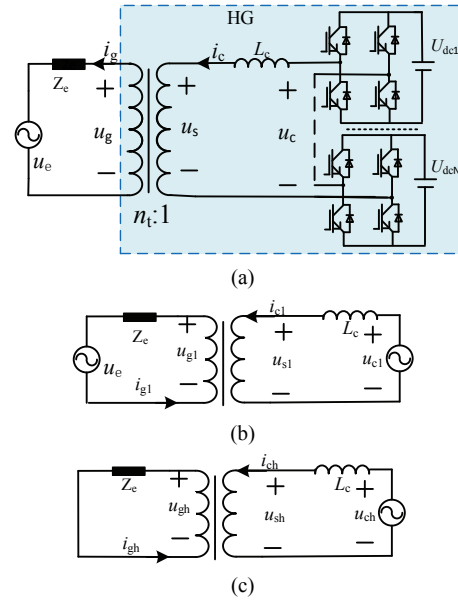 HG
i_g
i_c
L_c
U_dc1
Z_e
u_e
u_g
u_s
u_c
U_dcN
n_t:1
(a)
Z_e
u_g1
i_c1
L_c
u_e
u_s1
u_c1
i_g1
(b)
Z_e
u_gh
i_ch
L_c
u_sh
u_ch
i_gh
(c)